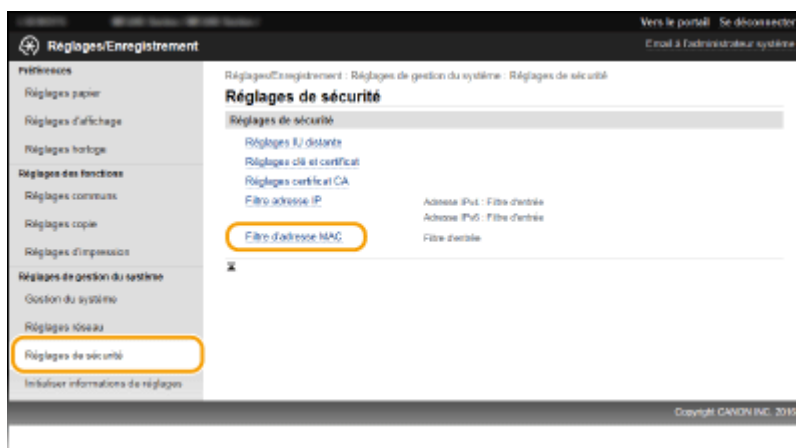 Vers le portail Se déconnecter
Réglages/Enregistrement
Email à l'administrateur système
Préférences
Réglages papier
Réglages d'affichage
Réglages horloge
Réglages des fonctions
Réglages communs
Réglages copie
Réglages d'impression
Réglages de gestion du système
Gestion du système
Réglages réseau
Réglages de sécurité
Initialiser informations de réglages
Réglages/Enregistrement : Réglages de gestion du système : Réglages de sécurité
Réglages de sécurité
Réglages de sécurité
Réglages IU distante
Réglages clé et certificat
Réglages certificat CA
Filtre adresse IP
Adresse IPv4 : Filtre d'entrée
Adresse IPv6 : Filtre d'entrée
Filtre d'adresse MAC
Filtre d'entrée
Copyright CANON INC. 2016